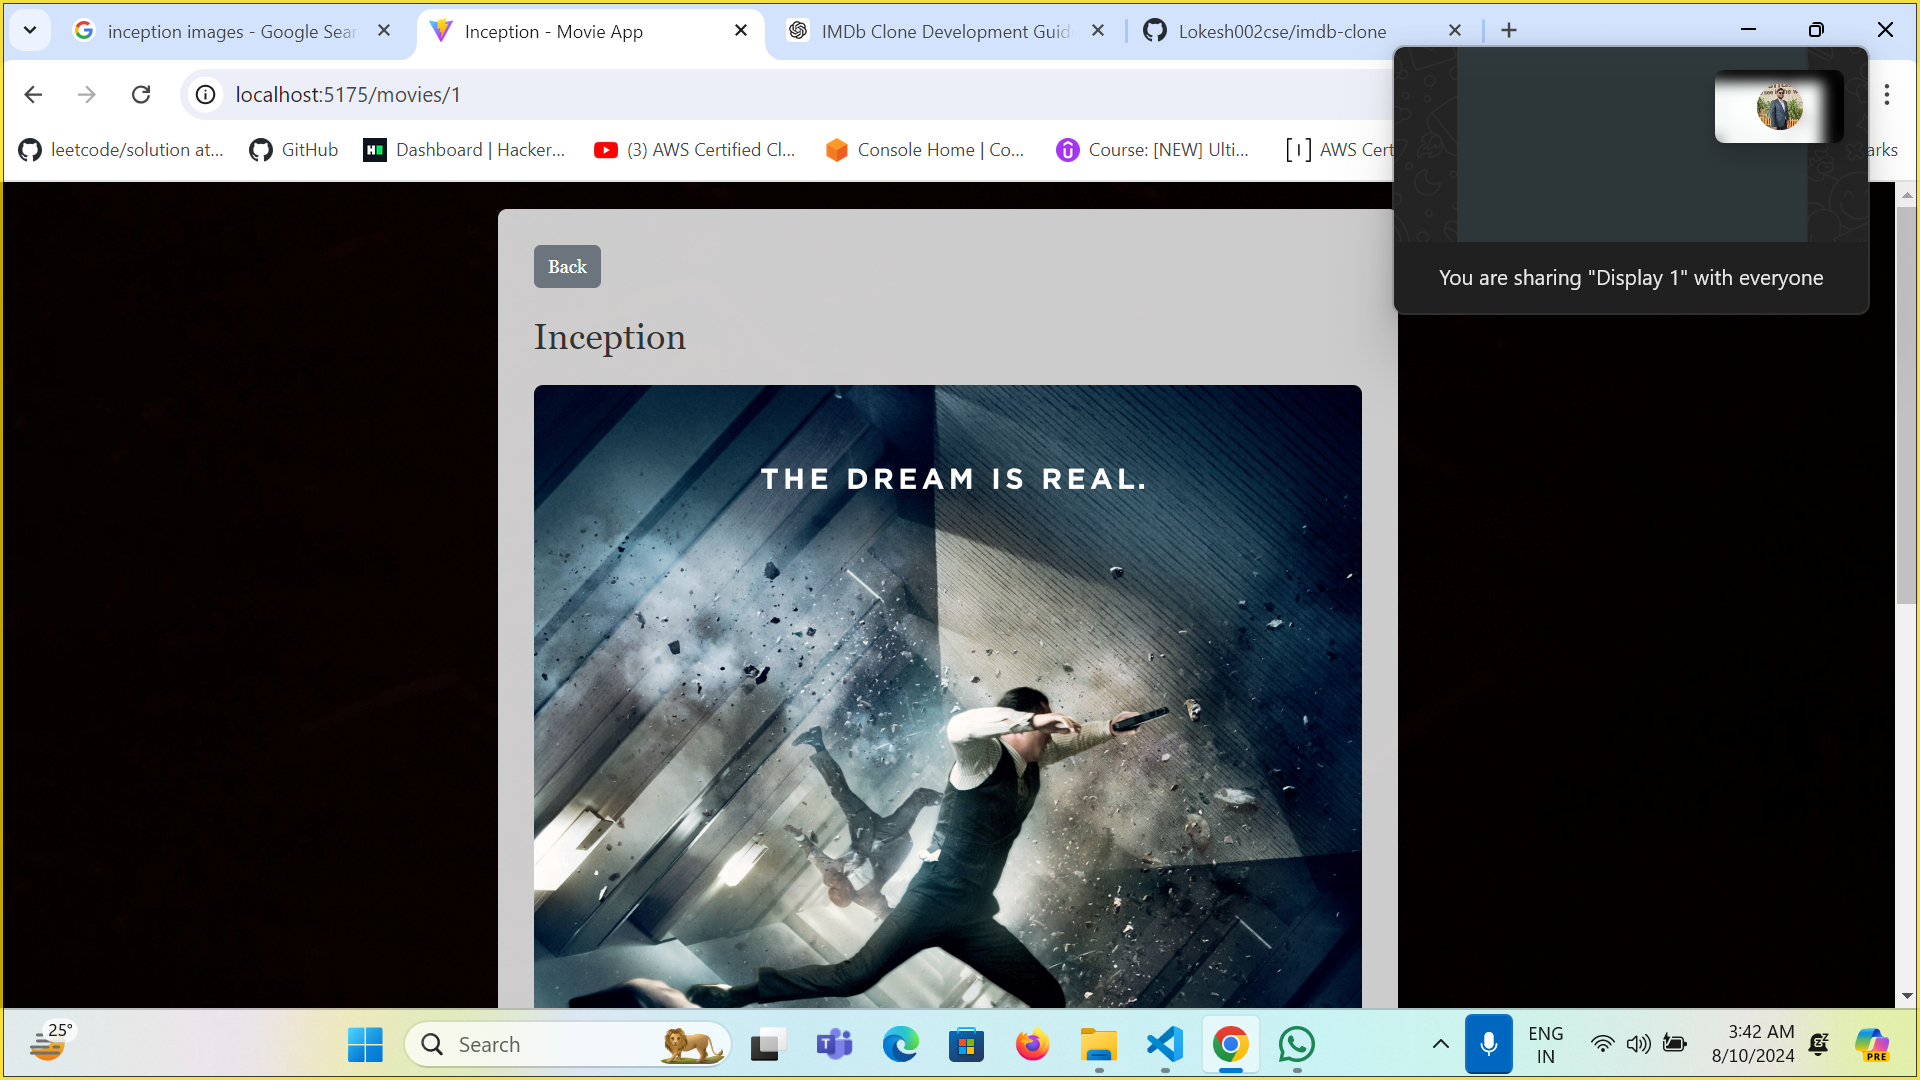 inception images - Google Sear
Inception - Movie App
IMDb Clone Development Guid
Lokesh002cse/imdb-clone
localhost:5175/movies/1
leetcode/solution at...
GitHub
Dashboard | Hacker...
(3) AWS Certified Cl...
Console Home | Co...
Course: [NEW] Ulti...
AWS Cert
arks
You are sharing "Display 1" with everyone
Back
Inception
THE DREAM IS REAL.
25°
Search
ENG
IN
3:42 AM
8/10/2024
PRE